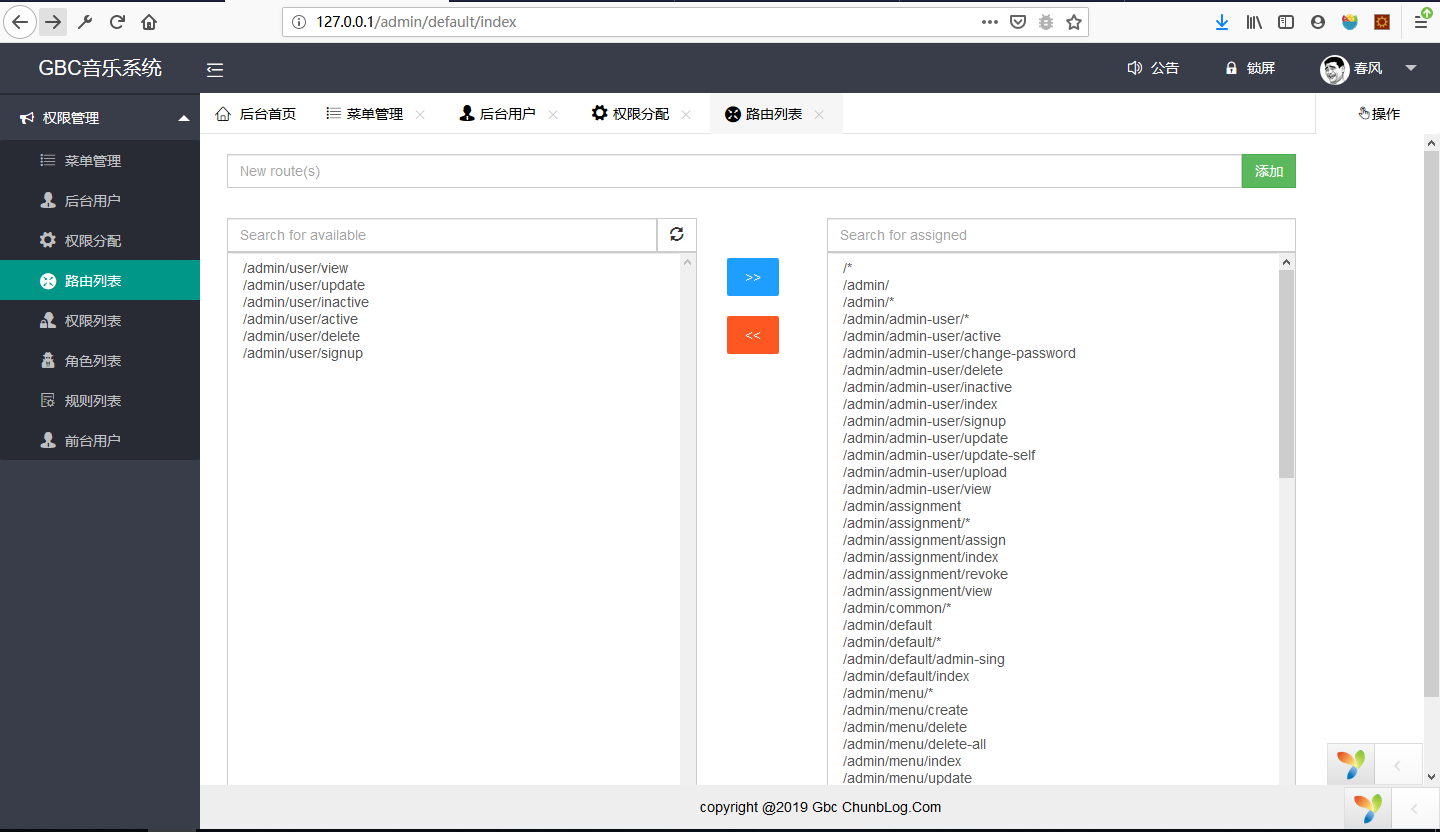 127.0.0.1/admin/default/index
GBC音乐系统
公告
锁屏
春风
权限管理
后台首页
菜单管理
后台用户
权限分配
路由列表
操作
菜单管理
后台用户
权限分配
路由列表
权限列表
角色列表
规则列表
前台用户
New route(s)
添加
Search for available
/admin/user/view
/admin/user/update
/admin/user/inactive
/admin/user/active
/admin/user/delete
/admin/user/signup
>>
<<
Search for assigned
/*
/admin/
/admin/*
/admin/admin-user/*
/admin/admin-user/active
/admin/admin-user/change-password
/admin/admin-user/delete
/admin/admin-user/inactive
/admin/admin-user/index
/admin/admin-user/signup
/admin/admin-user/update
/admin/admin-user/update-self
/admin/admin-user/upload
/admin/admin-user/view
/admin/assignment
/admin/assignment/*
/admin/assignment/assign
/admin/assignment/index
/admin/assignment/revoke
/admin/assignment/view
/admin/common/*
/admin/default
/admin/default/*
/admin/default/admin-sing
/admin/default/index
/admin/menu/*
/admin/menu/create
/admin/menu/delete
/admin/menu/delete-all
/admin/menu/index
/admin/menu/update
copyright @2019 Gbc ChunbLog.Com